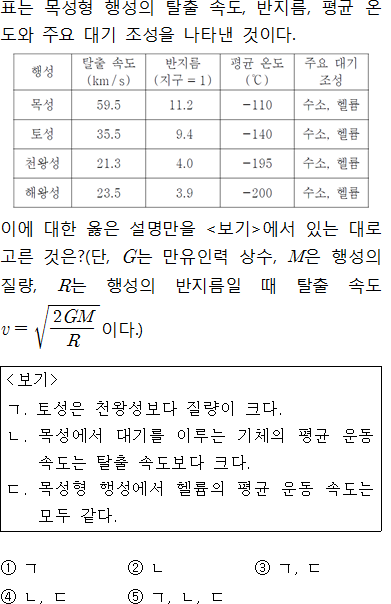 표는 목성형 행성의 탈출 속도, 반지름, 평균 온
도와 주요 대기 조성을 나타낸 것이다.
행성 탈출 속도 (km/s) 반지름 (지구=1) 평균 온도 (℃) 주요 대기 조성
목성 59.5 11.2 −110 수소, 헬륨
토성 35.5 9.4 −140 수소, 헬륨
천왕성 21.3 4.0 −195 수소, 헬륨
해왕성 23.5 3.9 −200 수소, 헬륨
이에 대한 옳은 설명만을 <보기>에서 있는 대로
고른 것은?(단, G는 만유인력 상수, M은 행성의
질량, R는 행성의 반지름일 때 탈출 속도
v = √(2GM/R) 이다.)
<보기>
ㄱ. 토성은 천왕성보다 질량이 크다.
ㄴ. 목성에서 대기를 이루는 기체의 평균 운동
속도는 탈출 속도보다 크다.
ㄷ. 목성형 행성에서 헬륨의 평균 운동 속도는
모두 같다.
① ㄱ ② ㄴ ③ ㄱ, ㄷ
④ ㄴ, ㄷ ⑤ ㄱ, ㄴ, ㄷ